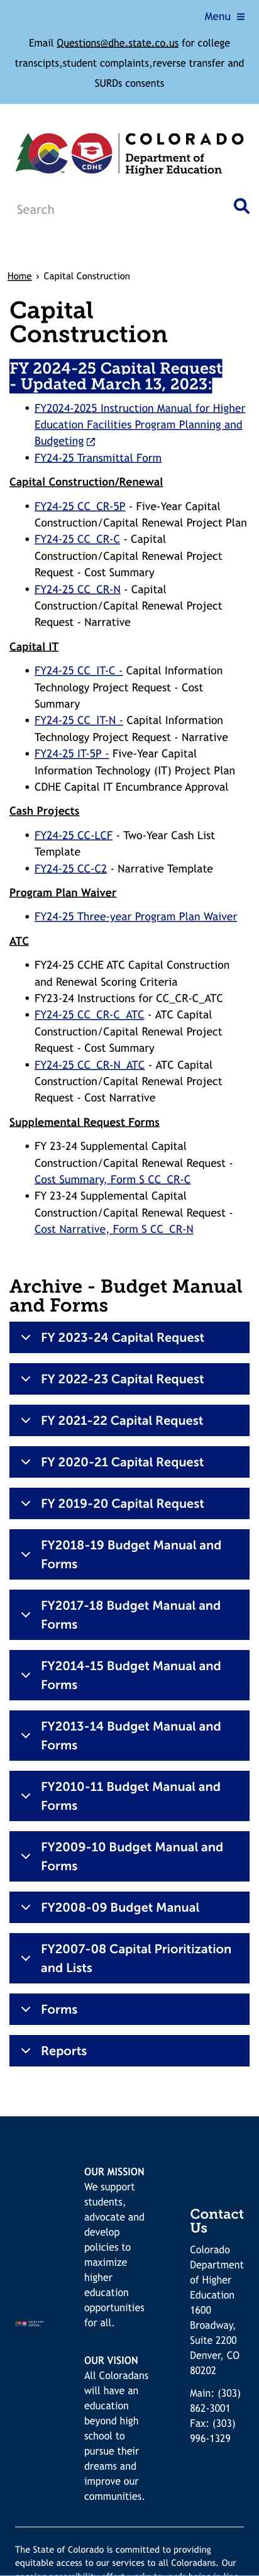 Menu ≡
Email Questions@dhe.state.co.us for college
transcipts,student complaints,reverse transfer and
SURDs consents
CO
CDHE
COLORADO
Department of
Higher Education
Search
Home › Capital Construction
Capital
Construction
FY 2024-25 Capital Request
- Updated March 13, 2023:
• FY2024-2025 Instruction Manual for Higher
Education Facilities Program Planning and
Budgeting
• FY24-25 Transmittal Form
Capital Construction/Renewal
• FY24-25 CC_CR-5P - Five-Year Capital
Construction/Capital Renewal Project Plan
• FY24-25 CC_CR-C - Capital
Construction/Capital Renewal Project
Request - Cost Summary
• FY24-25 CC_CR-N - Capital
Construction/Capital Renewal Project
Request - Narrative
Capital IT
• FY24-25 CC_IT-C - Capital Information
Technology Project Request - Cost
Summary
• FY24-25 CC_IT-N - Capital Information
Technology Project Request - Narrative
• FY24-25 IT-5P - Five-Year Capital
Information Technology (IT) Project Plan
• CDHE Capital IT Encumbrance Approval
Cash Projects
• FY24-25 CC-LCF - Two-Year Cash List
Template
• FY24-25 CC-C2 - Narrative Template
Program Plan Waiver
• FY24-25 Three-year Program Plan Waiver
ATC
• FY24-25 CCHE ATC Capital Construction
and Renewal Scoring Criteria
• FY23-24 Instructions for CC_CR-C_ATC
• FY24-25 CC_CR-C_ATC - ATC Capital
Construction/Capital Renewal Project
Request - Cost Summary
• FY24-25 CC_CR-N_ATC - ATC Capital
Construction/Capital Renewal Project
Request - Cost Narrative
Supplemental Request Forms
• FY 23-24 Supplemental Capital
Construction/Capital Renewal Request -
Cost Summary, Form S CC_CR-C
• FY 23-24 Supplemental Capital
Construction/Capital Renewal Request -
Cost Narrative, Form S CC_CR-N
Archive - Budget Manual
and Forms
FY 2023-24 Capital Request
FY 2022-23 Capital Request
FY 2021-22 Capital Request
FY 2020-21 Capital Request
FY 2019-20 Capital Request
FY2018-19 Budget Manual and
Forms
FY2017-18 Budget Manual and
Forms
FY2014-15 Budget Manual and
Forms
FY2013-14 Budget Manual and
Forms
FY2010-11 Budget Manual and
Forms
FY2009-10 Budget Manual and
Forms
FY2008-09 Budget Manual
FY2007-08 Capital Prioritization
and Lists
Forms
Reports
OUR MISSION
We support
students,
advocate and
develop
policies to
maximize
higher
education
opportunities
for all.
OUR VISION
All Coloradans
will have an
education
beyond high
school to
pursue their
dreams and
improve our
communities.
Contact
Us
Colorado
Department
of Higher
Education
1600
Broadway,
Suite 2200
Denver, CO
80202
Main: (303)
862-3001
Fax: (303)
996-1329
The State of Colorado is committed to providing
equitable access to our services to all Coloradans. Our